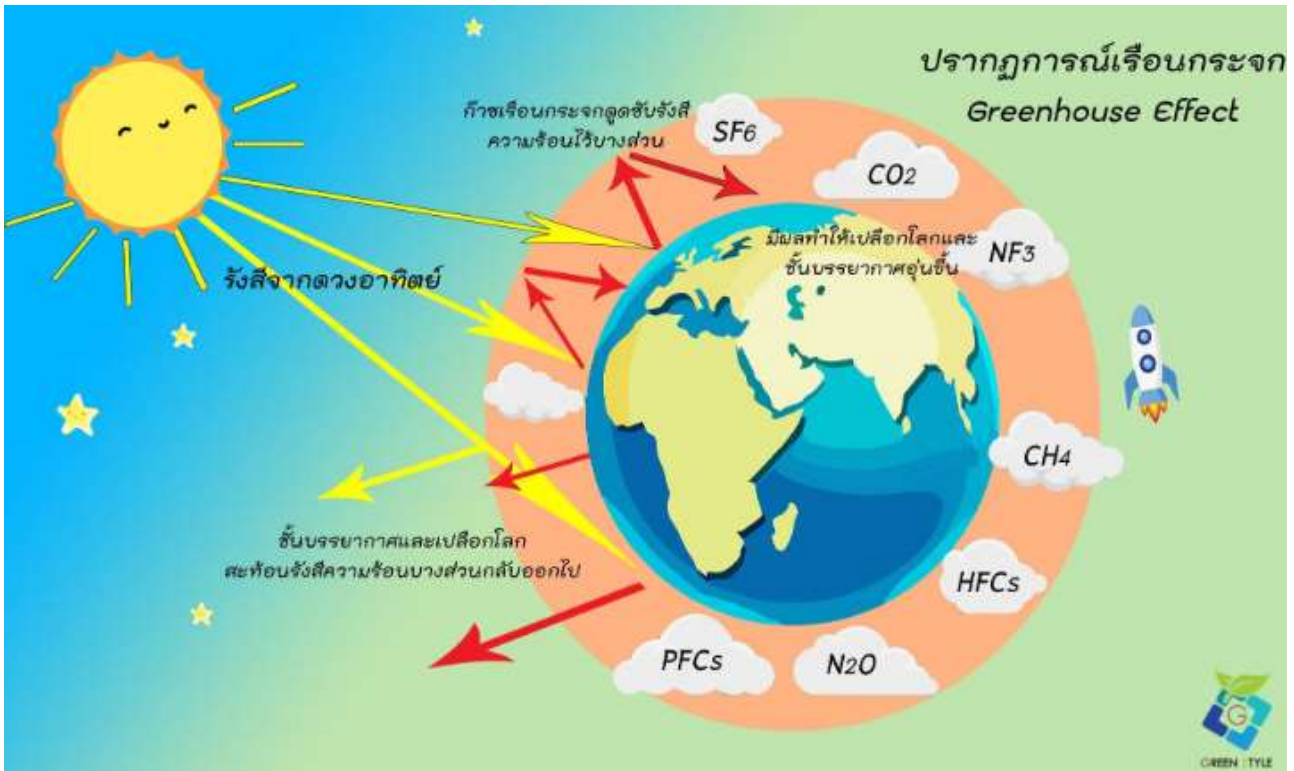 ปรากฏการณ์เรือนกระจก
Greenhouse Effect
ก๊าซเรือนกระจกดูดซับรังสี
ความร้อนไว้บางส่วน
SF6
CO2
มีผลทำให้เปลือกโลกและ
ชั้นบรรยากาศอุ่นขึ้น
NF3
รังสีจากดวงอาทิตย์
CH4
ชั้นบรรยากาศและเปลือกโลก
สะท้อนรังสีความร้อนบางส่วนกลับออกไป
HFCs
PFCs
N2O
G
GREEN STYLE